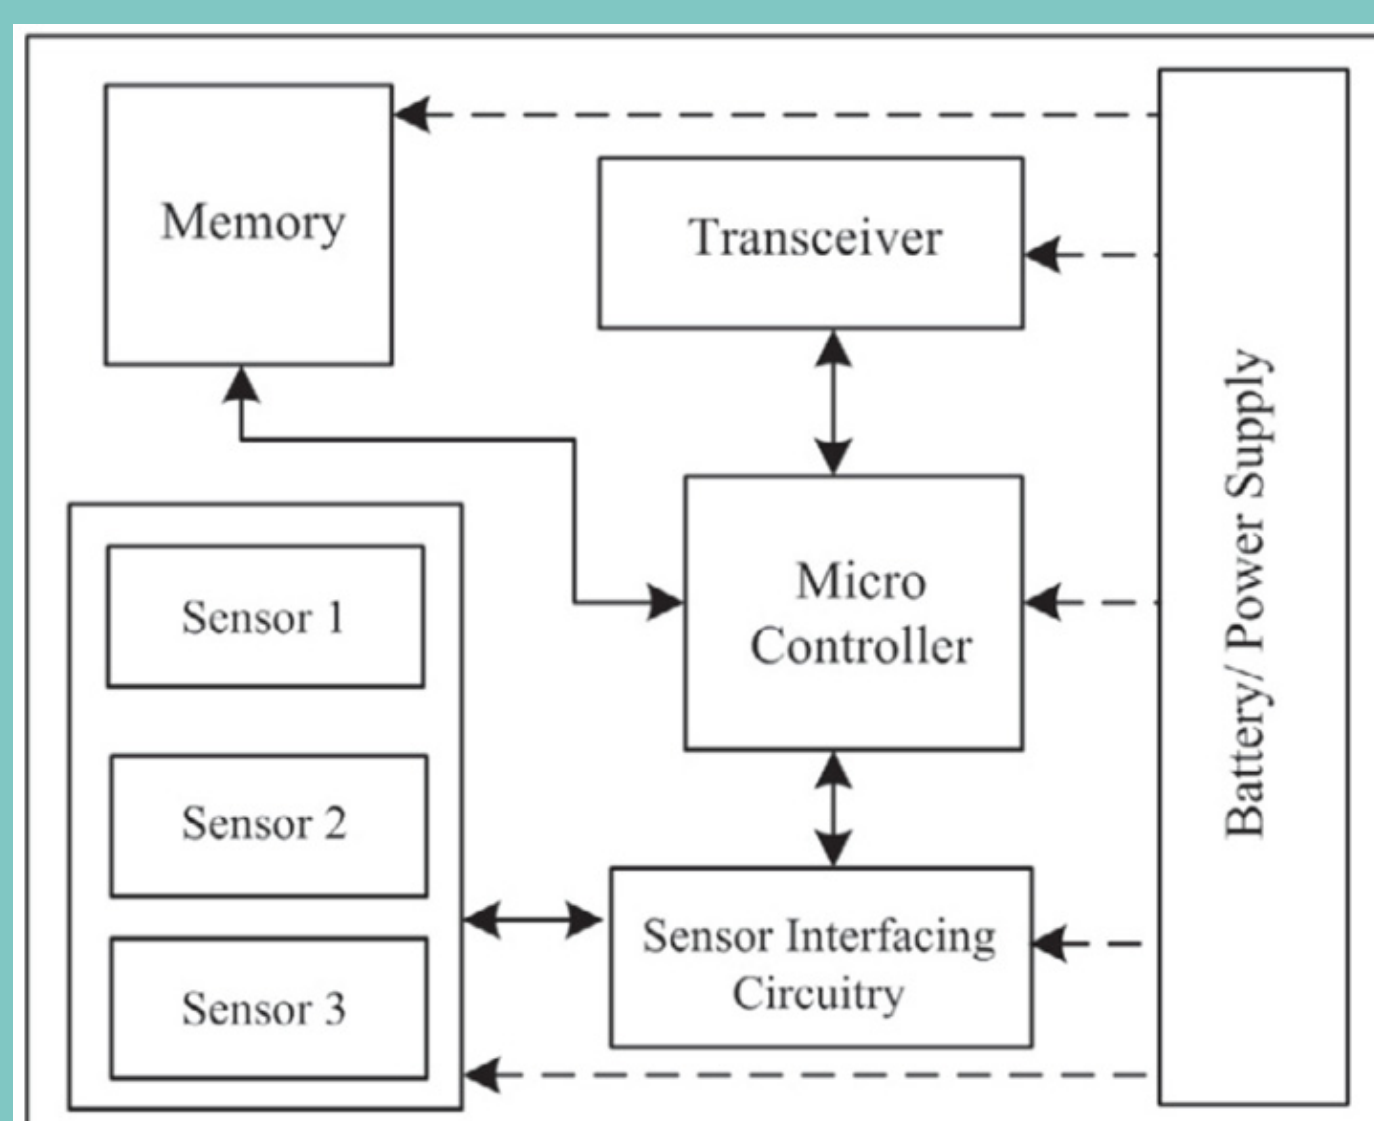 Memory
Transceiver
Battery/ Power Supply
Micro
Controller
Sensor 1
Sensor 2
Sensor 3
Sensor Interfacing
Circuitry